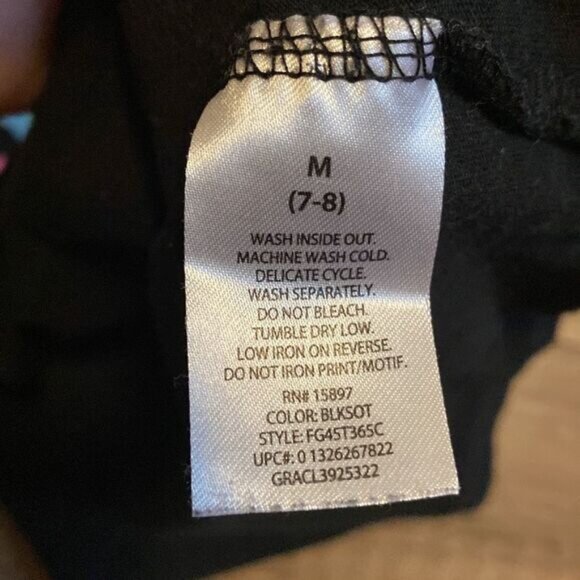 M
(7-8)
WASH INSIDE OUT.
MACHINE WASH COLD.
DELICATE CYCLE.
WASH SEPARATELY.
DO NOT BLEACH.
TUMBLE DRY LOW.
LOW IRON ON REVERSE.
DO NOT IRON PRINT/MOTIF.
RN# 15897
COLOR: BLKSOT
STYLE: FG45T365C
UPC#: 0 1326267822
GRACL3925322